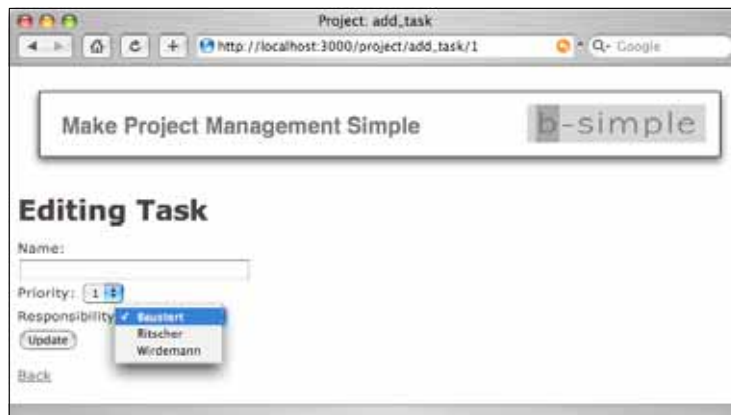 Project: add_task
http://localhost:3000/project/add_task/1
Q- Google
Make Project Management Simple
b-simple
Editing Task
Name:
Priority: 1
Responsibility
Baustert
Ritscher
Wirdemann
Update
Back